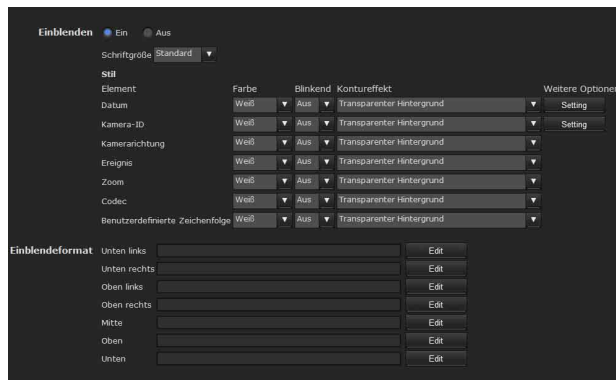 Einblenden Ein Aus
Schriftgröße Standard
Stil
Element Farbe Blinkend Kontureffekt Weitere Optionen
Datum Weiß Aus Transparenter Hintergrund Setting
Kamera-ID Weiß Aus Transparenter Hintergrund Setting
Kamerarichtung Weiß Aus Transparenter Hintergrund
Ereignis Weiß Aus Transparenter Hintergrund
Zoom Weiß Aus Transparenter Hintergrund
Codec Weiß Aus Transparenter Hintergrund
Benutzerdefinierte Zeichenfolge Weiß Aus Transparenter Hintergrund
Einblendeformat Unten links Edit
Unten rechts Edit
Oben links Edit
Oben rechts Edit
Mitte Edit
Oben Edit
Unten Edit